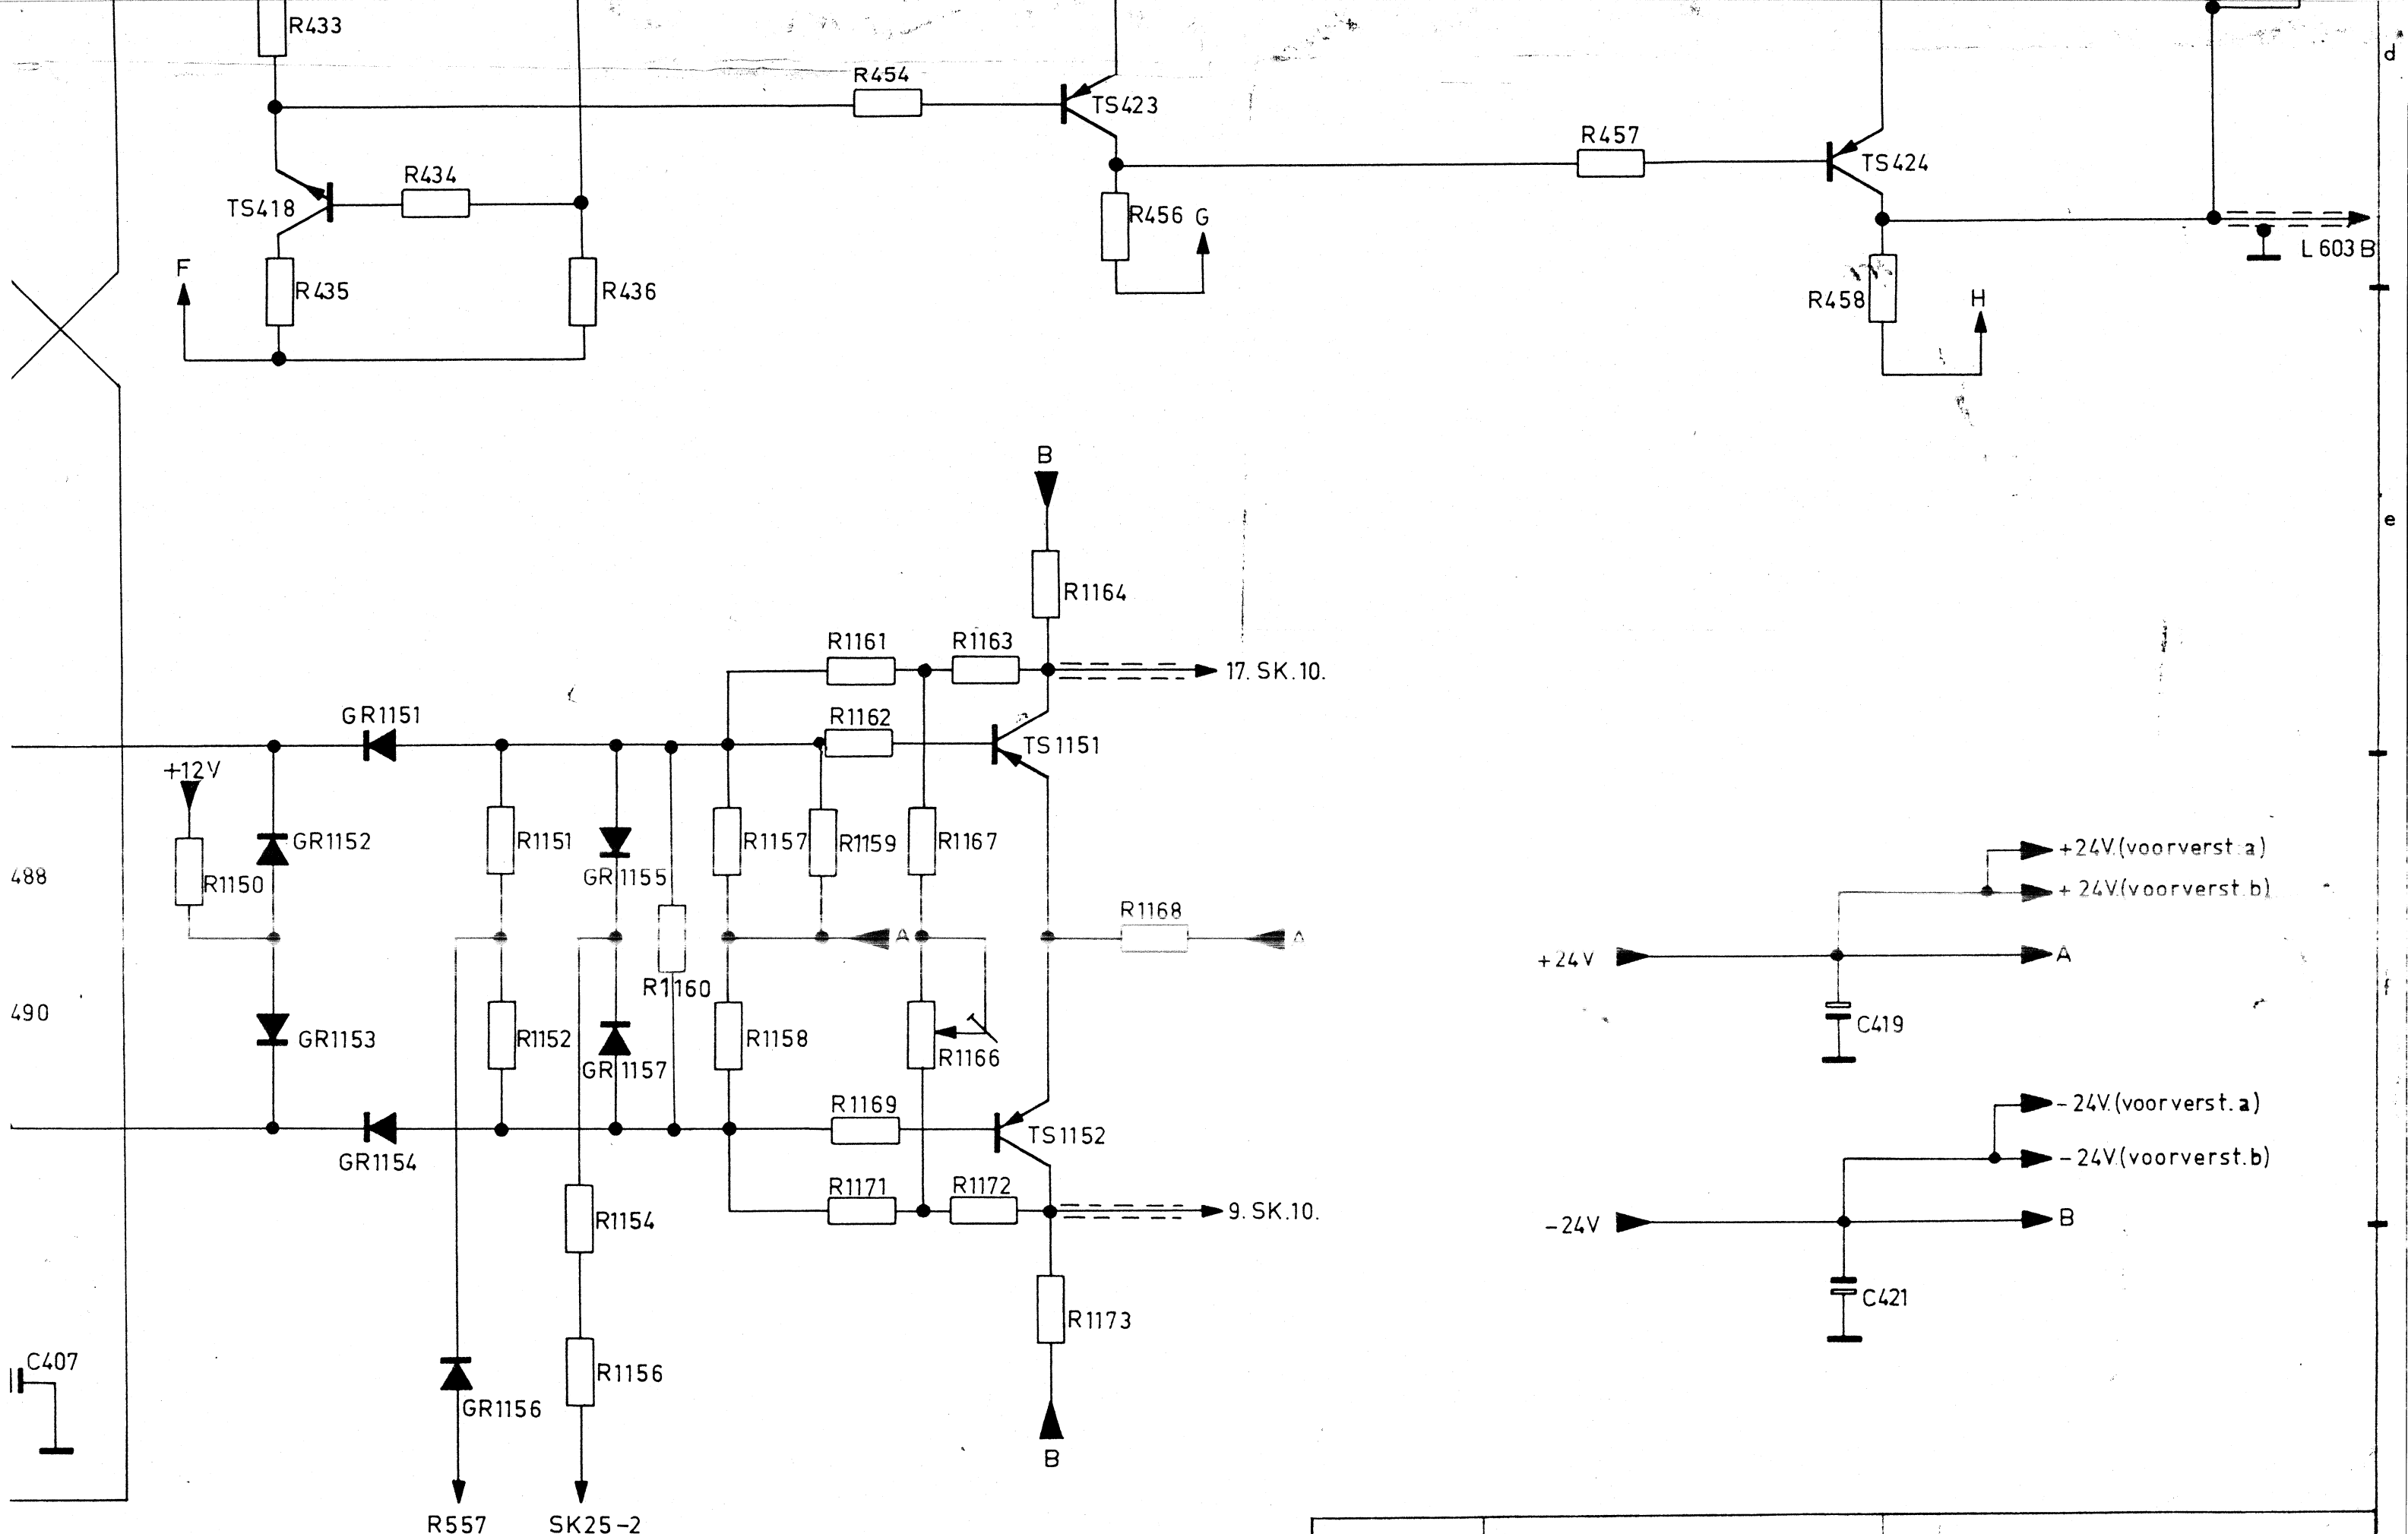 R433
d
R454
TS423
R457
TS424
R434
TS418
R456
G
L603B
F
R435
R436
R458
H
B
e
R1164
R1161
R1163
17.SK.10.
GR1151
R1162
TS1151
+12V
GR1152
R1151
R1157
R1159
R1167
+24V.(voorverst.a)
488
R1150
GR1155
+24V.(voorverst.b)
R1168
A
A
+24V
A
R1160
f
490
GR1153
R1152
R1158
R1166
C419
GR1157
R1169
-24V.(voorverst.a)
TS1152
GR1154
-24V.(voorverst.b)
R1171
R1172
R1154
9.SK.10.
-24V
B
R1173
C421
C407
R1156
GR1156
B
R557
SK25-2